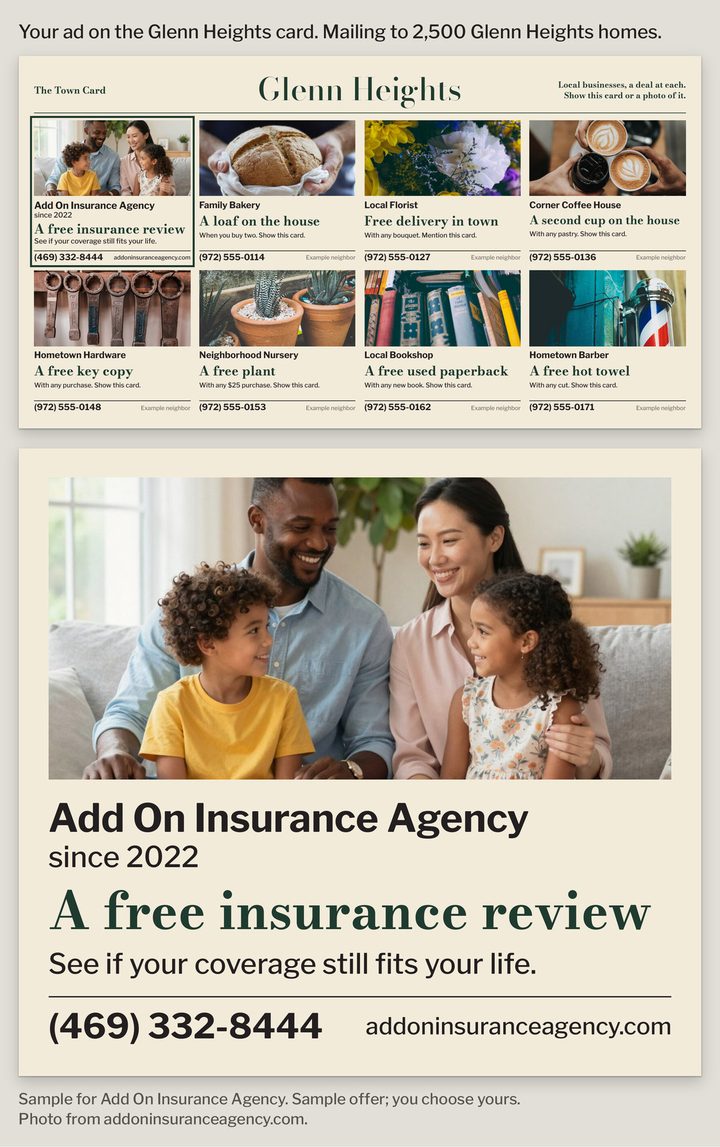 Your ad on the Glenn Heights card. Mailing to 2,500 Glenn Heights homes.
The Town Card
Glenn Heights
Local businesses, a deal at each.
Show this card or a photo of it.
Add On Insurance Agency
since 2022
A free insurance review
See if your coverage still fits your life.
(469) 332-8444 addoninsuranceagency.com
Family Bakery
A loaf on the house
When you buy two. Show this card.
(972) 555-0114 Example neighbor
Local Florist
Free delivery in town
With any bouquet. Mention this card.
(972) 555-0127 Example neighbor
Corner Coffee House
A second cup on the house
With any pastry. Show this card.
(972) 555-0136 Example neighbor
Hometown Hardware
A free key copy
With any purchase. Show this card.
(972) 555-0148 Example neighbor
Neighborhood Nursery
A free plant
With any $25 purchase. Show this card.
(972) 555-0153 Example neighbor
Local Bookshop
A free used paperback
With any new book. Show this card.
(972) 555-0162 Example neighbor
Hometown Barber
A free hot towel
With any cut. Show this card.
(972) 555-0171 Example neighbor
Add On Insurance Agency
since 2022
A free insurance review
See if your coverage still fits your life.
(469) 332-8444 addoninsuranceagency.com
Sample for Add On Insurance Agency. Sample offer; you choose yours.
Photo from addoninsuranceagency.com.